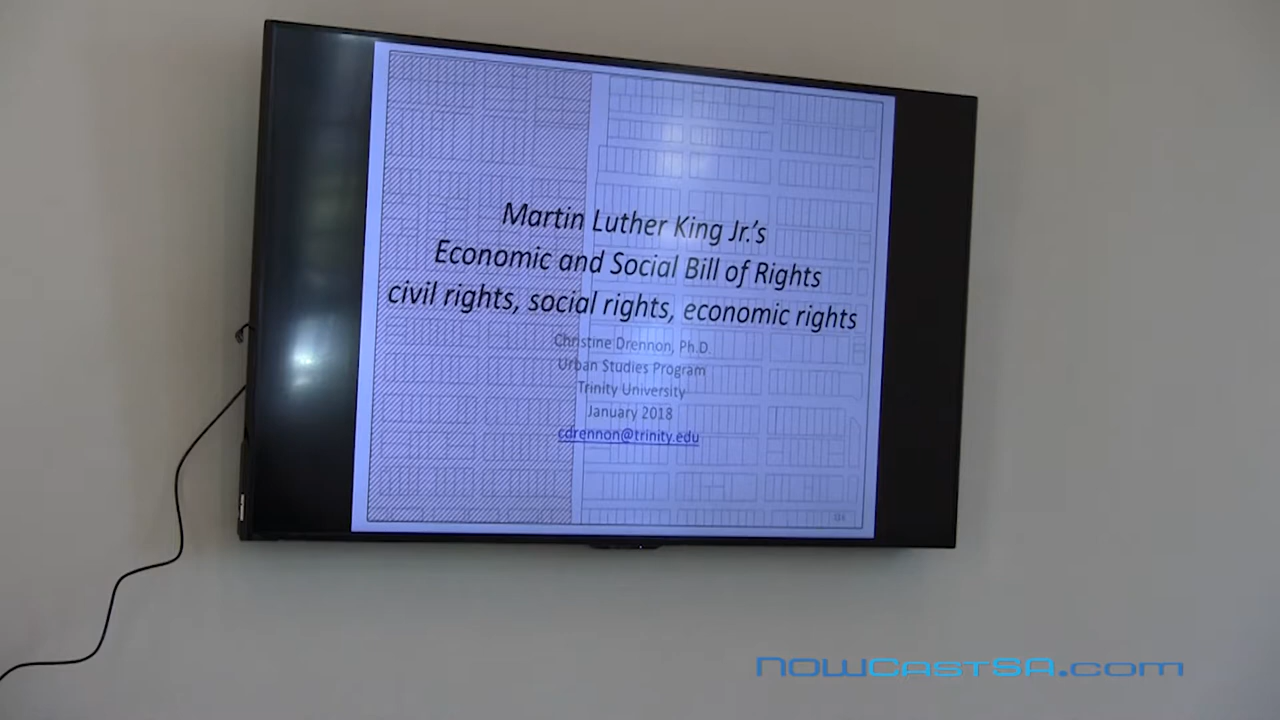 Martin Luther King Jr.'s
Economic and Social Bill of Rights
civil rights, social rights, economic rights
Christine Drennon, Ph.D.
Urban Studies Program
Trinity University
January 2018
cdrennon@trinity.edu
nowcastsa.com